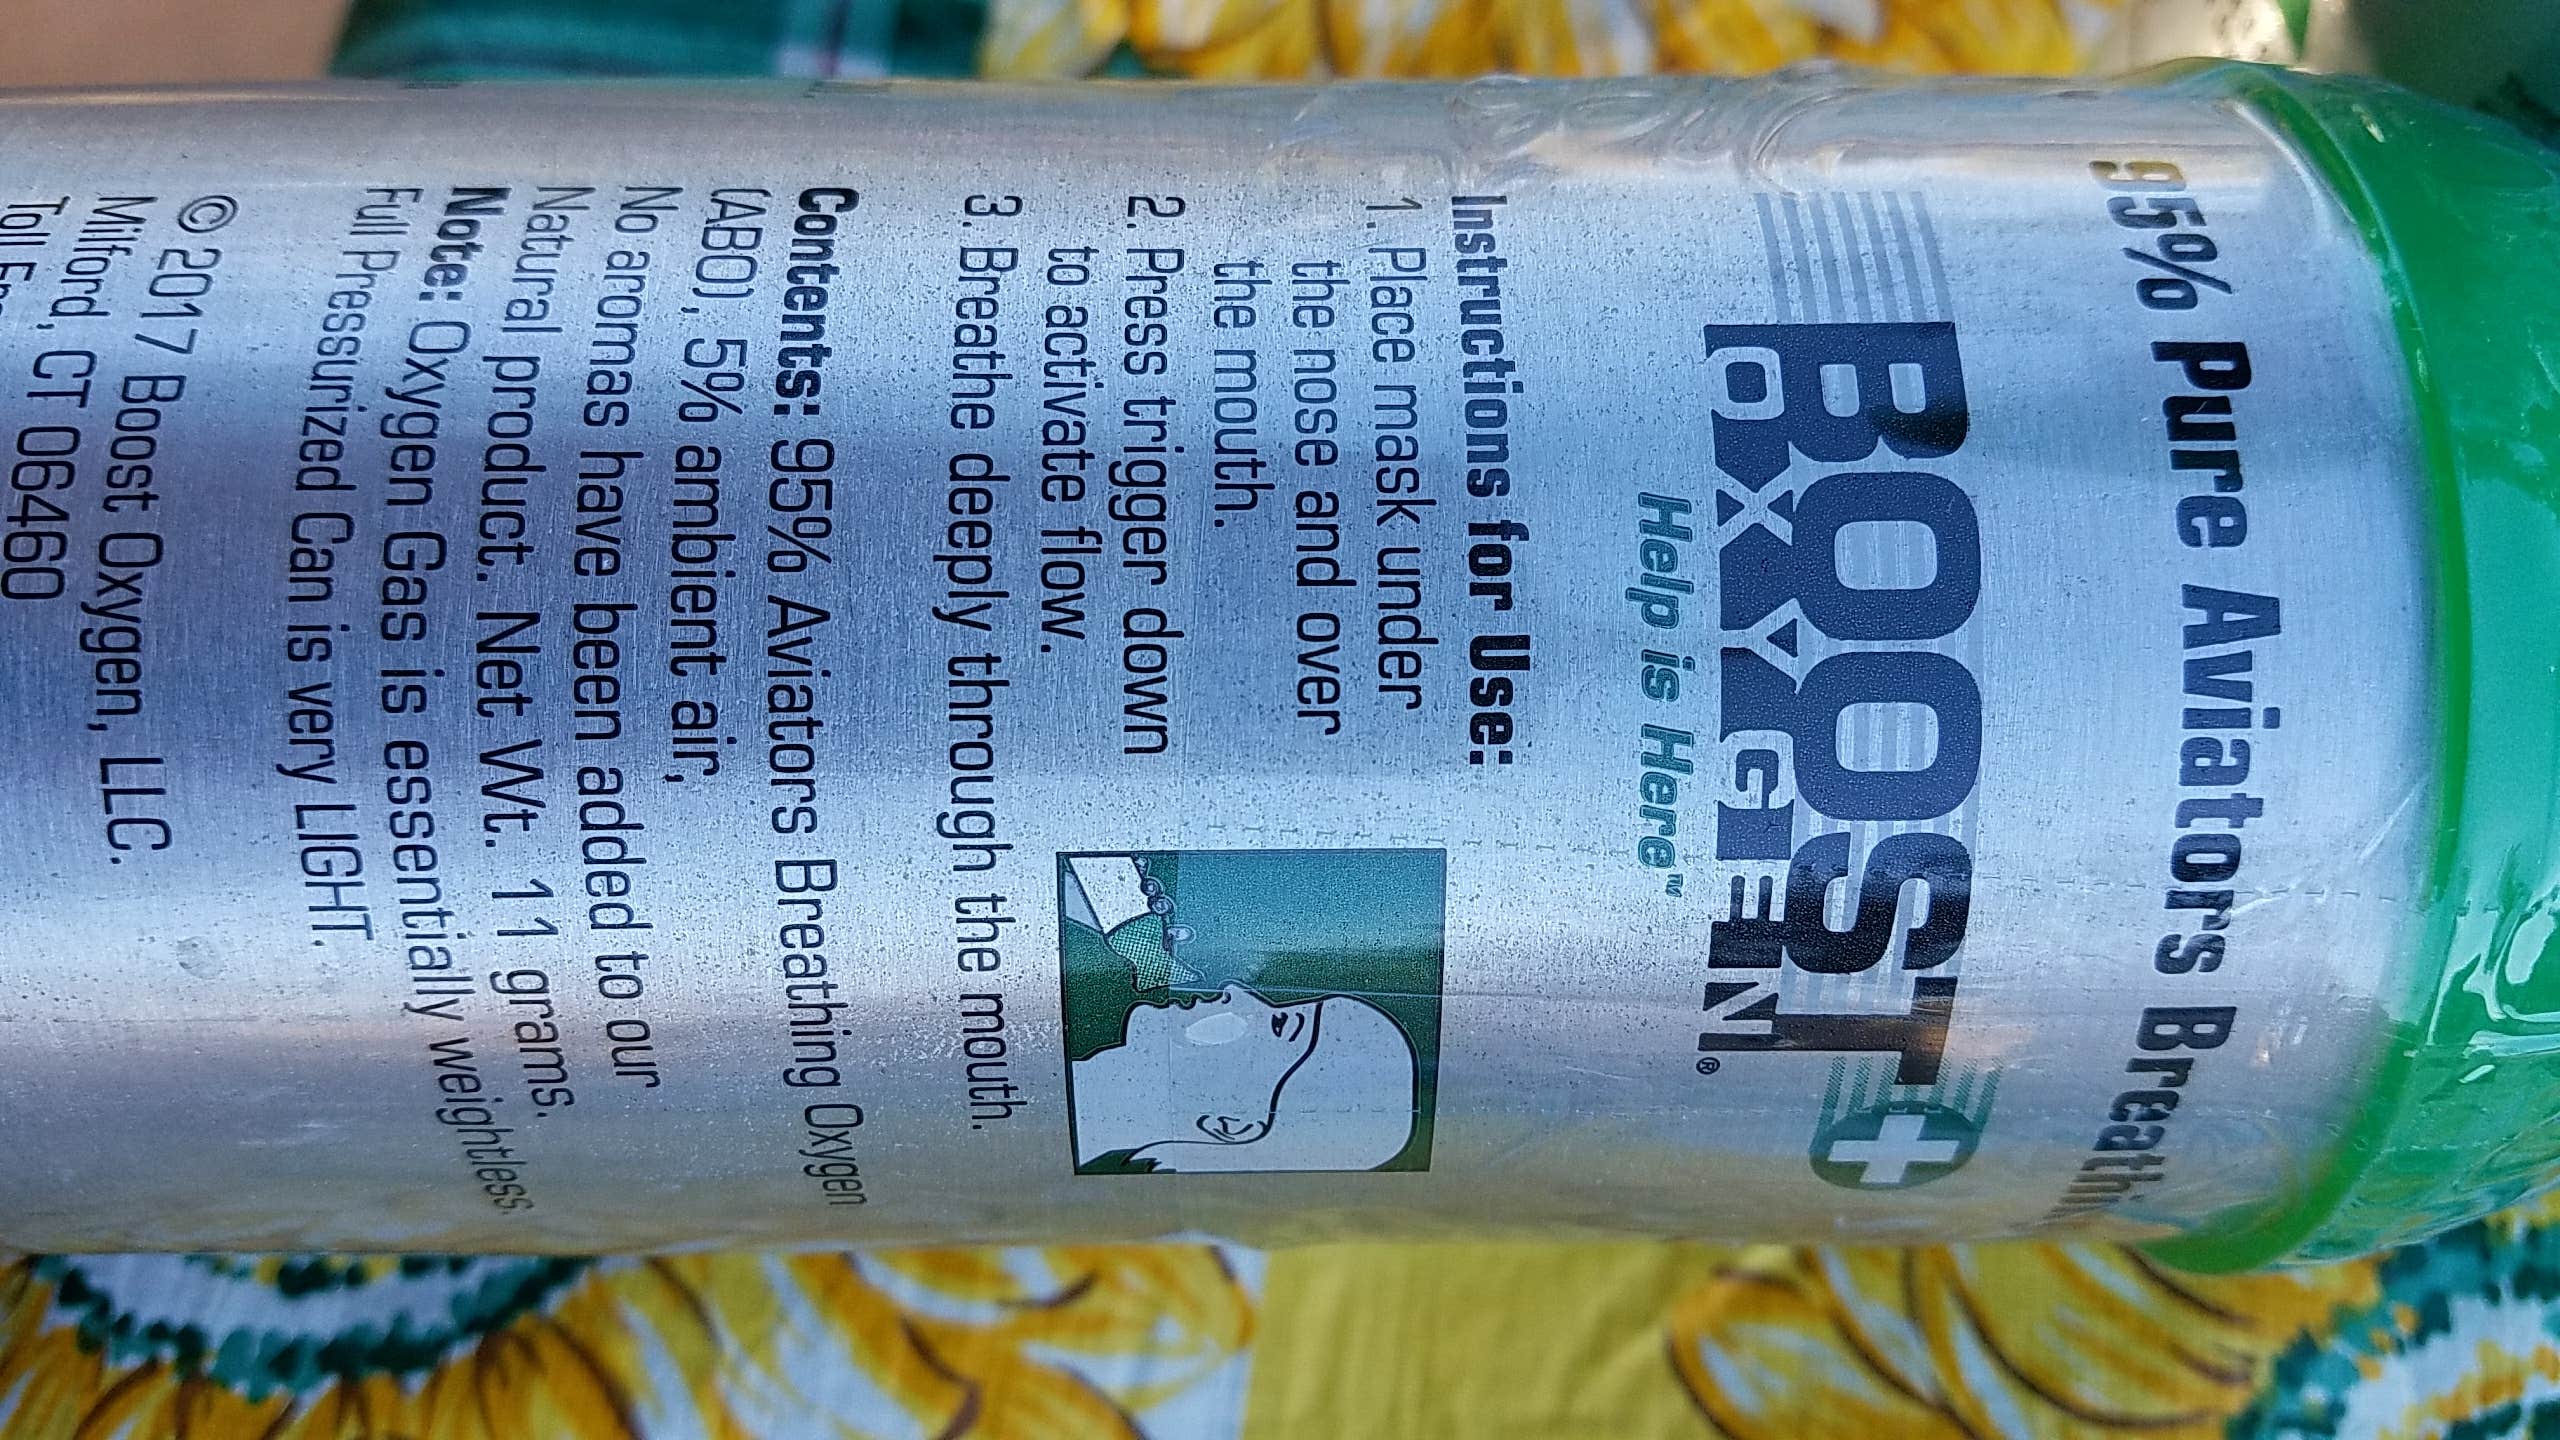 95% Pure Aviators
BOOST
OXYGEN®
Help is Here™
Instructions for Use:
1. Place mask under
the nose and over
the mouth.
2. Press trigger down
to activate flow.
3. Breathe deeply through the mouth.
Contents: 95% Aviators Breathing Oxygen
(ABO), 5% ambient air,
No aromas have been added to our
Natural product. Net Wt. 11 grams.
Note: Oxygen Gas is essentially weightless.
Full Pressurized Can is very LIGHT.
© 2017 Boost Oxygen, LLC.
Milford, CT 06460
Toll